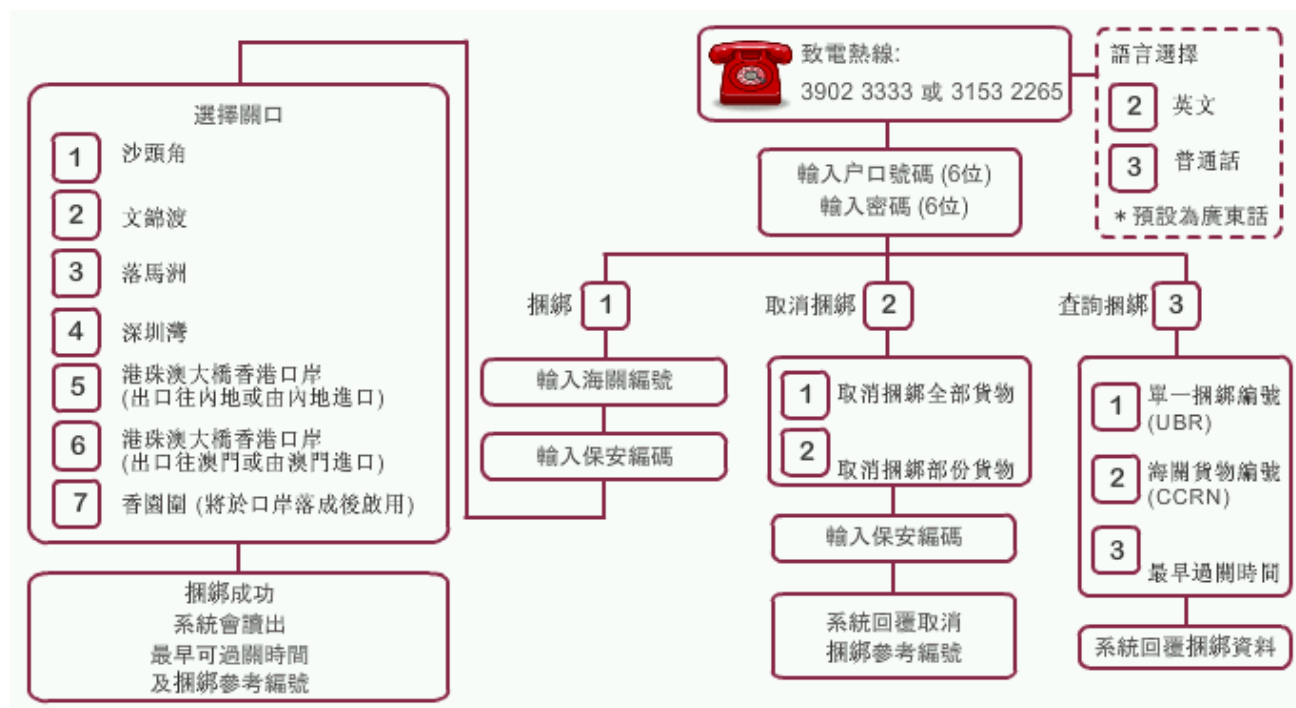 致電熱線:
3902 3333 或 3153 2265
語言選擇
2 英文
3 普通話
*預設為廣東話
輸入户口號碼 (6位)
輸入密碼 (6位)
捆綁 1
輸入海關編號
輸入保安編碼
選擇關口
1 沙頭角
2 文錦渡
3 落馬洲
4 深圳灣
5 港珠澳大橋香港口岸
(出口往內地或由內地進口)
6 港珠澳大橋香港口岸
(出口往澳門或由澳門進口)
7 香園圍 (將於口岸落成後啟用)
捆綁成功
系統會讀出
最早可過關時間
及捆綁參考編號
取消捆綁 2
1 取消捆綁全部貨物
2 取消捆綁部份貨物
輸入保安編碼
系統回覆取消
捆綁參考編號
查詢捆綁 3
1 單一捆綁編號
(UBR)
2 海關貨物編號
(CCRN)
3 最早過關時間
系統回覆捆綁資料